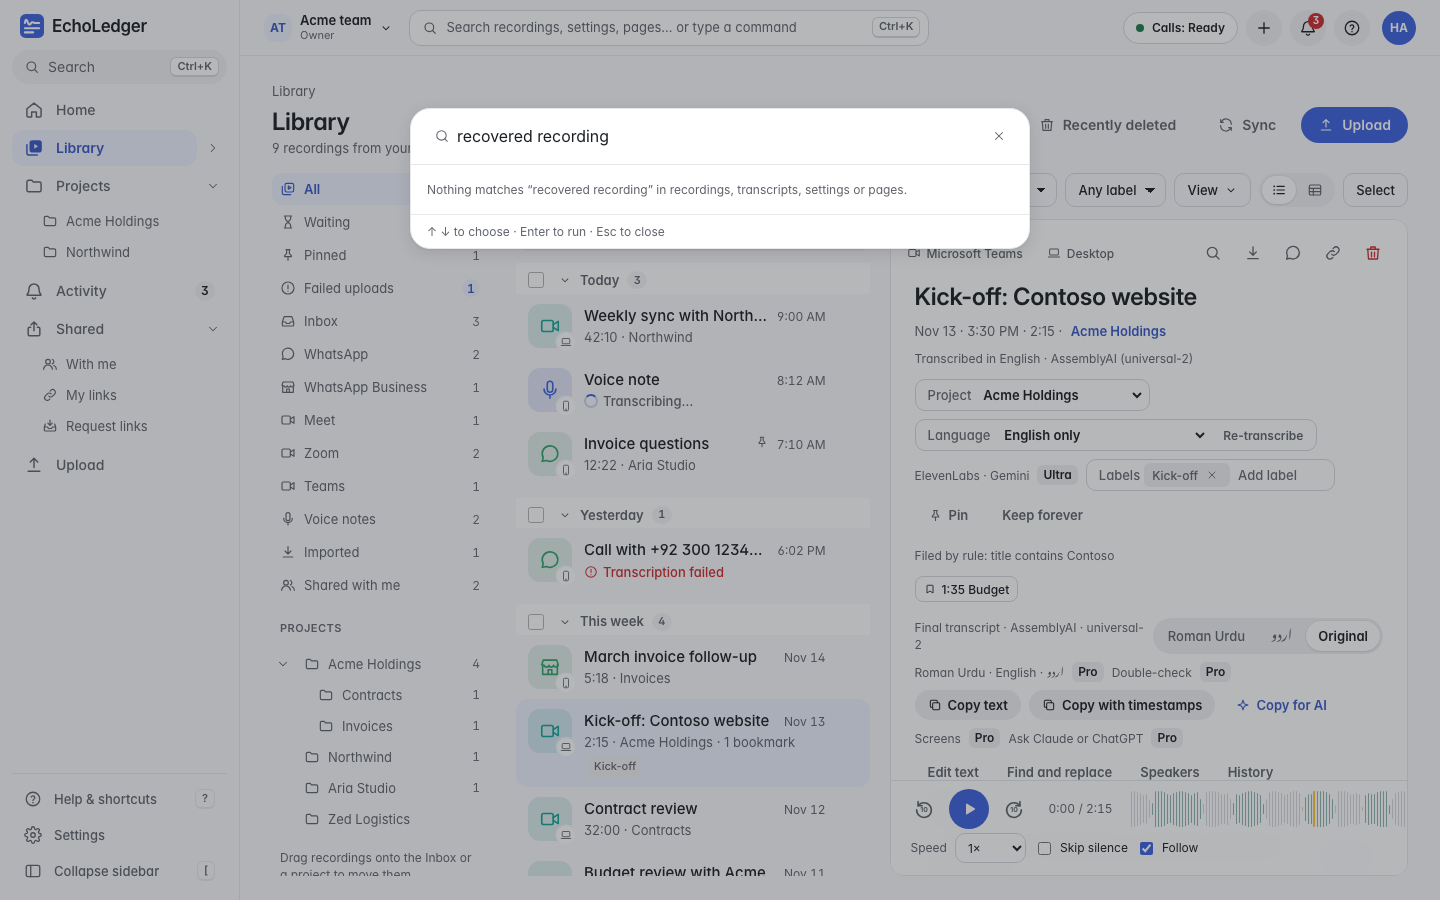 EchoLedger
Search
Ctrl+K
Home
Library
Projects
Acme Holdings
Northwind
Activity
3
Shared
With me
My links
Request links
Upload
Help & shortcuts
?
Settings
Collapse sidebar
[
AT
Acme team
Owner
Search recordings, settings, pages... or type a command
Ctrl+K
Calls: Ready
3
HA
Library
Library
9 recordings from your
Recently deleted
Sync
Upload
recovered recording
Nothing matches “recovered recording” in recordings, transcripts, settings or pages.
↑ ↓ to choose · Enter to run · Esc to close
Any label
View
Select
All
Waiting
Pinned 1
Failed uploads 1
Inbox 3
WhatsApp 2
WhatsApp Business 1
Meet 1
Zoom 2
Teams 1
Voice notes 2
Imported 1
Shared with me 2
PROJECTS
Acme Holdings 4
Contracts 1
Invoices 1
Northwind 1
Aria Studio 1
Zed Logistics
Drag recordings onto the Inbox or
a project to move them
Today 3
Weekly sync with North... 9:00 AM
42:10 · Northwind
Voice note 8:12 AM
Transcribing...
Invoice questions 7:10 AM
12:22 · Aria Studio
Yesterday 1
Call with +92 300 1234... 6:02 PM
Transcription failed
This week 4
March invoice follow-up Nov 14
5:18 · Invoices
Kick-off: Contoso website Nov 13
2:15 · Acme Holdings · 1 bookmark
Kick-off
Contract review Nov 12
32:00 · Contracts
Budget review with Acme Nov 11
Microsoft Teams Desktop
Kick-off: Contoso website
Nov 13 · 3:30 PM · 2:15 · Acme Holdings
Transcribed in English · AssemblyAI (universal-2)
Project Acme Holdings
Language English only Re-transcribe
ElevenLabs · Gemini Ultra Labels Kick-off × Add label
Pin Keep forever
Filed by rule: title contains Contoso
1:35 Budget
Final transcript · AssemblyAI · universal-
2
Roman Urdu اردو Original
Roman Urdu · English · اردو Pro Double-check Pro
Copy text Copy with timestamps Copy for AI
Screens Pro Ask Claude or ChatGPT Pro
Edit text Find and replace Speakers History
10 10 0:00 / 2:15
Speed 1× Skip silence Follow